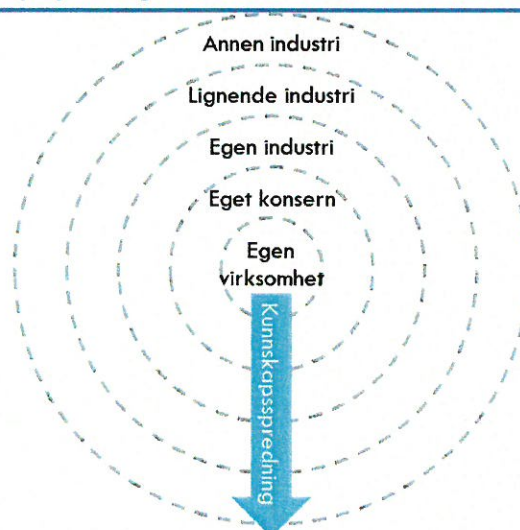 Annen industri
Lignende industri
Egen industri
Eget konsern
Egen
virksomhet
Kunnskapsspredning